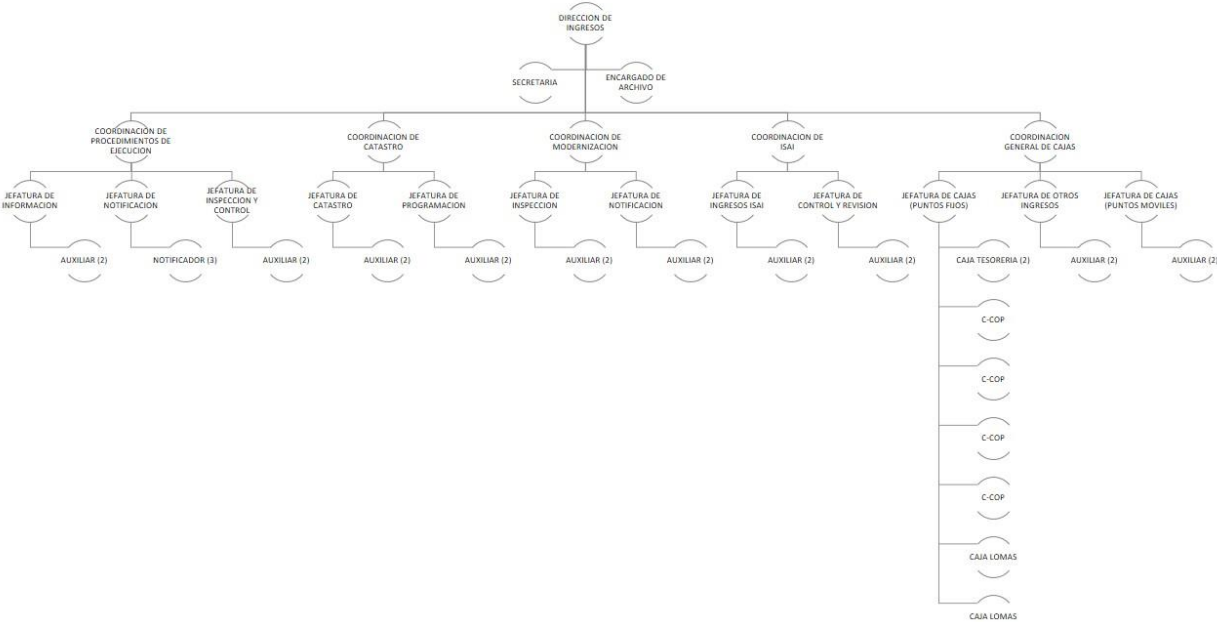 DIRECCION DE
INGRESOS
SECRETARIA
ENCARGADO DE
ARCHIVO
COORDINACIÓN DE
PROCEDIMIENTOS DE
EJECUCION
COORDINACION DE
CATASTRO
COORDINACION DE
MODERNIZACIÓN
COORDINACION DE
ISAI
COORDINACION
GENERAL DE CAJAS
JEFATURA DE
INFORMACION
JEFATURA DE
NOTIFICACION
JEFATURA DE
INSPECCION Y
CONTROL
JEFATURA DE
CATASTRO
JEFATURA DE
PROGRAMACION
JEFATURA DE
INSPECCION
JEFATURA DE
NOTIFICACION
JEFATURA DE
INGRESOS ISAI
JEFATURA DE
CONTROL Y REVISION
JEFATURA DE CAJAS
(PUNTOS FIJOS)
JEFATURA DE OTROS
INGRESOS
JEFATURA DE CAJAS
(PUNTOS MOVILES)
AUXILIAR (2)
NOTIFICADOR (3)
AUXILIAR (2)
AUXILIAR (2)
AUXILIAR (2)
AUXILIAR (2)
AUXILIAR (2)
AUXILIAR (2)
AUXILIAR (2)
CAJA TESORERIA (2)
AUXILIAR (2)
AUXILIAR (2)
C-COP
C-COP
C-COP
C-COP
CAJA LOMAS
CAJA LOMAS